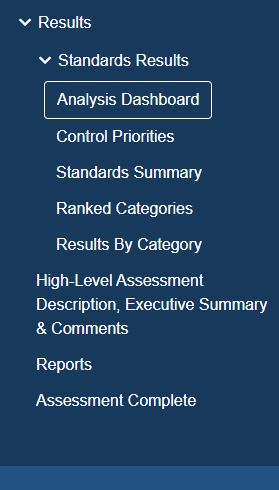 Results
Standards Results
Analysis Dashboard
Control Priorities
Standards Summary
Ranked Categories
Results By Category
High-Level Assessment
Description, Executive Summary
& Comments
Reports
Assessment Complete